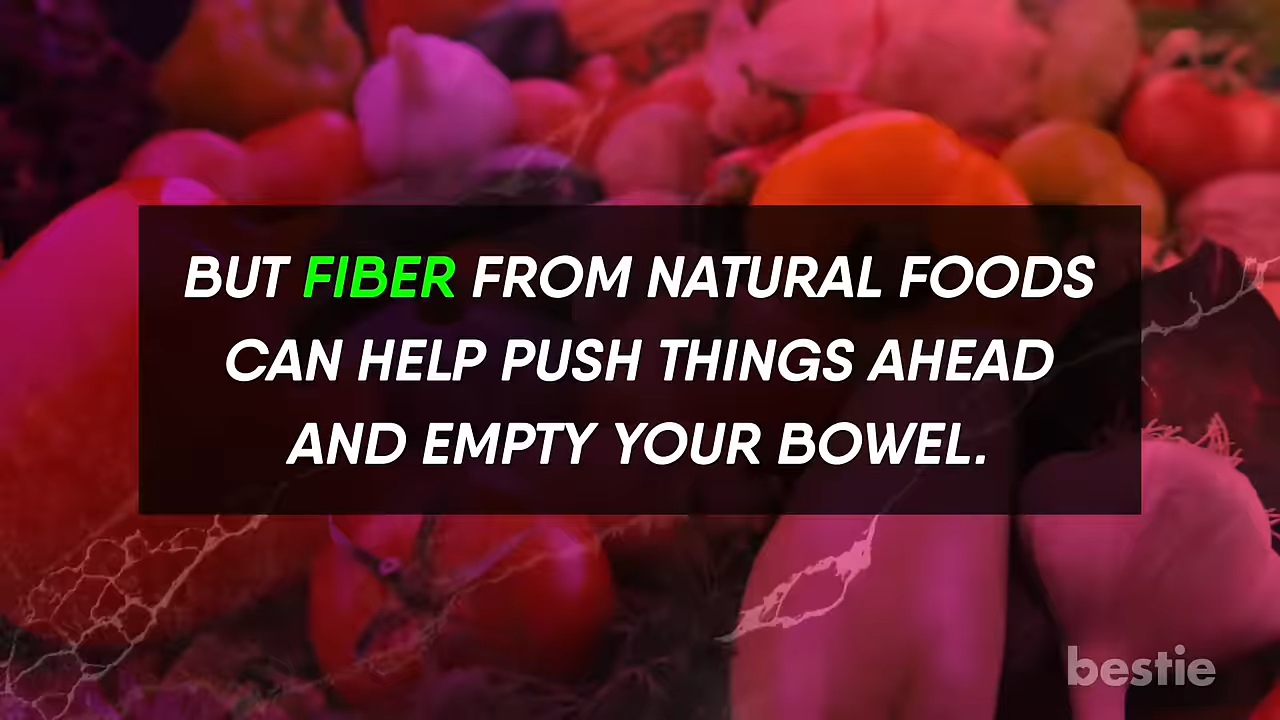 BUT FIBER FROM NATURAL FOODS
CAN HELP PUSH THINGS AHEAD
AND EMPTY YOUR BOWEL.
bestie